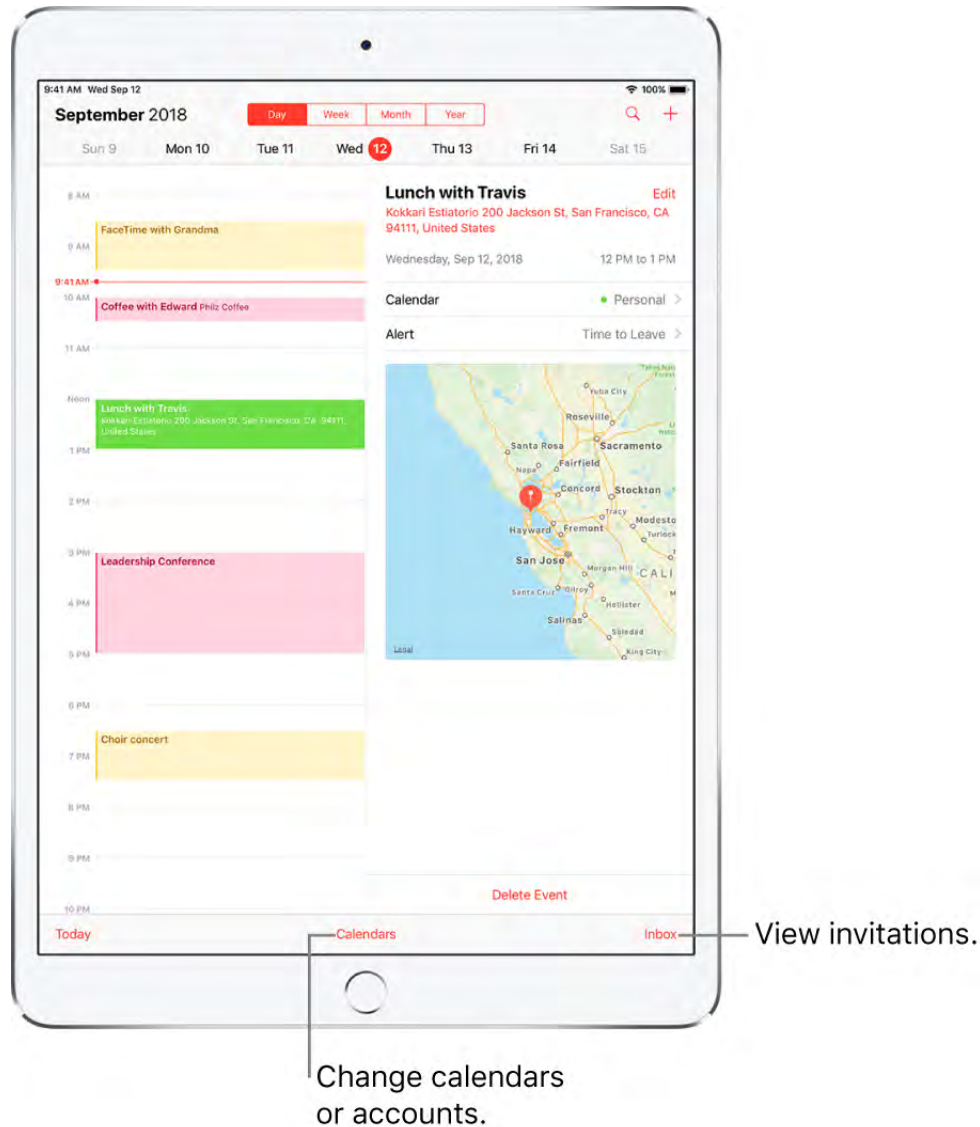 9:41 AM Wed Sep 12
100%
September 2018
Day Week Month Year
Sun 9 Mon 10 Tue 11 Wed 12 Thu 13 Fri 14 Sat 15
8 AM
FaceTime with Grandma
9 AM
9:41 AM
10 AM
Coffee with Edward Philz Coffee
11 AM
Noon
Lunch with Travis
Kokkari Estiatorio 200 Jackson St, San Francisco, CA 94111,
United States
1 PM
2 PM
3 PM
Leadership Conference
4 PM
5 PM
6 PM
Choir concert
7 PM
8 PM
9 PM
10 PM
Lunch with Travis
Edit
Kokkari Estiatorio 200 Jackson St, San Francisco, CA
94111, United States
Wednesday, Sep 12, 2018 12 PM to 1 PM
Calendar Personal
Alert Time to Leave
Yuba City
Roseville
Santa Rosa
Sacramento
Napa
Fairfield
Concord
Stockton
Tracy
Modesto
Hayward
Fremont
Turlock
San Jose
Morgan Hill
CALI
Santa Cruz
Gilroy
Hollister
Salinas
Soledad
King City
Legal
Delete Event
Today Calendars Inbox
View invitations.
Change calendars
or accounts.